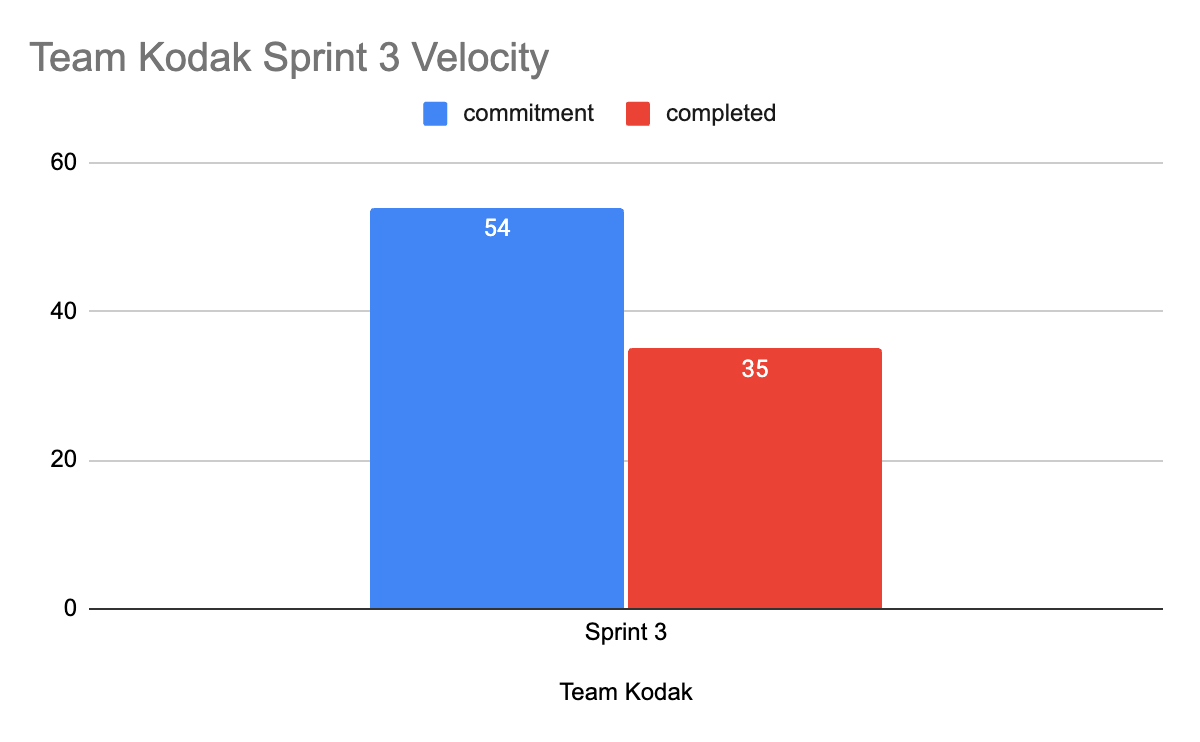 Team Kodak Sprint 3 Velocity
commitment completed
60
54
40
35
20
0
Sprint 3
Team Kodak